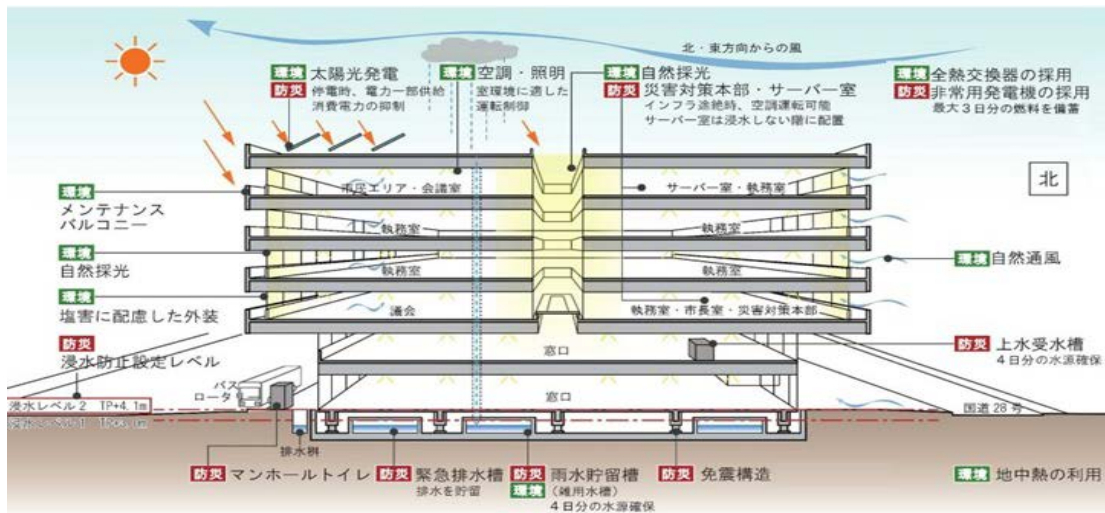 北・東方向からの風
環境 太陽光発電
防災
停電時、電力一部供給
消費電力の抑制
環境 空調・照明
室環境に適した
運転制御
環境 自然採光
防災 災害対策本部・サーバー室
インフラ途絶時、空調運転可能
サーバー室は浸水しない階に配置
環境 全熱交換器の採用
防災 非常用発電機の採用
最大3日分の燃料を備蓄
北
市民エリア・会議室
サーバー室・執務室
環境
メンテナンス
バルコニー
執務室
執務室
環境
自然採光
環境 自然通風
執務室
執務室
環境
塩害に配慮した外装
議会
執務室・市長室・災害対策本部
防災
浸水防止設定レベル
窓口
防災 上水受水槽
4日分の水源確保
バス
ロータリー
窓口
浸水レベル2 TP+4.1m
国道28号
浸水レベル1
排水桝
防災 マンホールトイレ
防災 緊急排水槽
排水を貯留
防災 雨水貯留槽
環境 (雑用水槽)
4日分の水源確保
防災 免震構造
環境 地中熱の利用